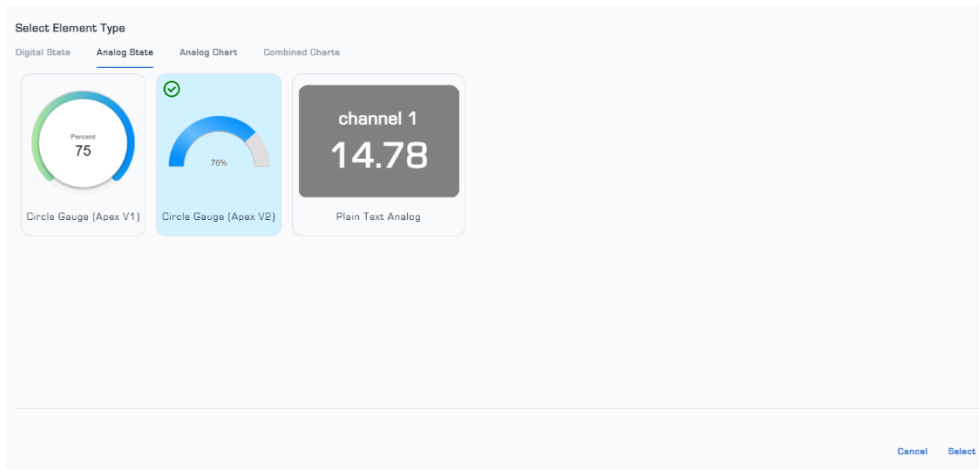 Select Element Type
Digital State Analog State Analog Chart Combined Charts
Percent
75
76%
channel 1
14.78
Circle Gauge (Apex V1) Circle Gauge (Apex V2) Plain Text Analog
Cancel Select